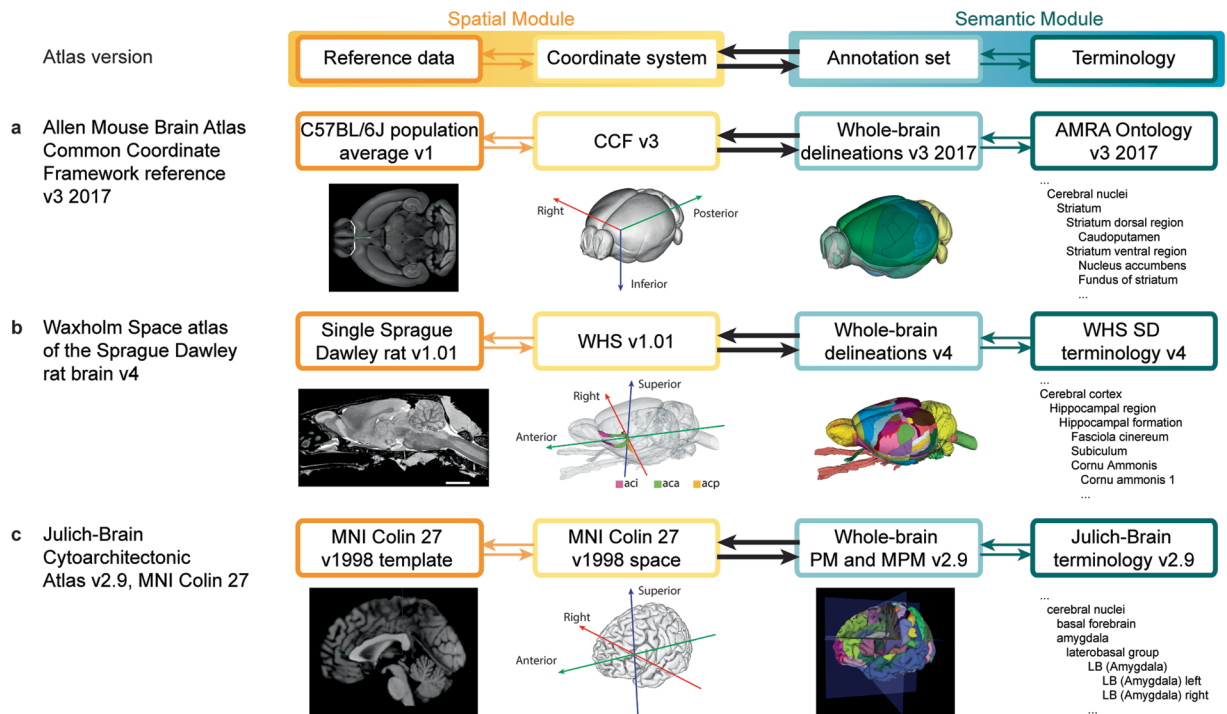 Spatial Module
Semantic Module
Atlas version
Reference data
Coordinate system
Annotation set
Terminology
a
Allen Mouse Brain Atlas
Common Coordinate
Framework reference
v3 2017
C57BL/6J population
average v1
CCF v3
Whole-brain
delineations v3 2017
AMRA Ontology
v3 2017
Right
Posterior
Inferior
...
Cerebral nuclei
Striatum
Striatum dorsal region
Caudoputamen
Striatum ventral region
Nucleus accumbens
Fundus of striatum
...
b
Waxholm Space atlas
of the Sprague Dawley
rat brain v4
Single Sprague
Dawley rat v1.01
WHS v1.01
Whole-brain
delineations v4
WHS SD
terminology v4
Superior
Right
Anterior
aci
aca
acp
...
Cerebral cortex
Hippocampal region
Hippocampal formation
Fasciola cinereum
Subiculum
Cornu Ammonis
Cornu ammonis 1
...
c
Julich-Brain
Cytoarchitectonic
Atlas v2.9, MNI Colin 27
MNI Colin 27
v1998 template
MNI Colin 27
v1998 space
Whole-brain
PM and MPM v2.9
Julich-Brain
terminology v2.9
Superior
Right
Anterior
...
cerebral nuclei
basal forebrain
amygdala
laterobasal group
LB (Amygdala)
LB (Amygdala) left
LB (Amygdala) right
...